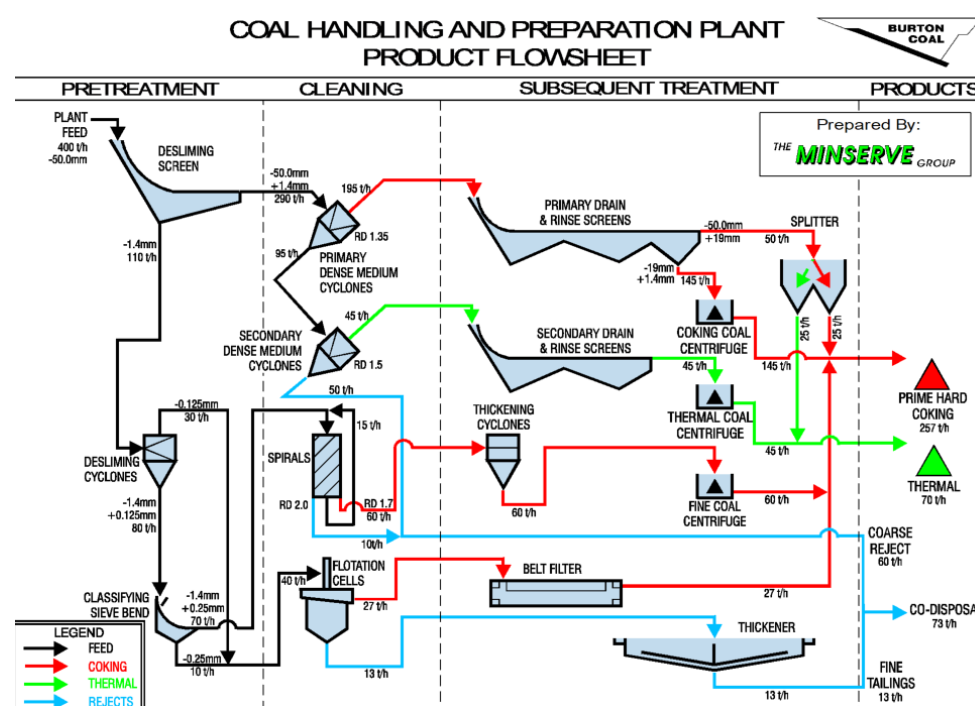 COAL HANDLING AND PREPARATION PLANT
PRODUCT FLOWSHEET
BURTON
COAL
PRETREATMENT
CLEANING
SUBSEQUENT TREATMENT
PRODUCTS
Prepared By:
THE MINSERVE GROUP
PLANT
FEED
400 t/h
-50.0mm
DESLIMING
SCREEN
-50.0mm
+1.4mm
290 t/h
195 t/h
RD 1.35
95 t/h
PRIMARY
DENSE MEDIUM
CYCLONES
-1.4mm
110 t/h
PRIMARY DRAIN
& RINSE SCREENS
-50.0mm
+19mm
50 t/h
SPLITTER
-19mm
+1.4mm
145 t/h
COKING COAL
CENTRIFUGE
25 t/h
25 t/h
145 t/h
45 t/h
SECONDARY
DENSE MEDIUM
CYCLONES
RD 1.5
50 t/h
SECONDARY DRAIN
& RINSE SCREENS
45 t/h
THERMAL COAL
CENTRIFUGE
45 t/h
PRIME HARD
COKING
257 t/h
THERMAL
70 t/h
-0.125mm
30 t/h
DESLIMING
CYCLONES
-1.4mm
+0.125mm
80 t/h
15 t/h
SPIRALS
RD 2.0
RD 1.7
60 t/h
10t/h
THICKENING
CYCLONES
60 t/h
FINE COAL
CENTRIFUGE
60 t/h
COARSE
REJECT
60 t/h
CLASSIFYING
SIEVE BEND
-1.4mm
+0.25mm
70 t/h
-0.25mm
10 t/h
40 t/h
FLOTATION
CELLS
27 t/h
13 t/h
BELT FILTER
27 t/h
THICKENER
13 t/h
CO-DISPOSA
73 t/h
FINE
TAILINGS
13 t/h
LEGEND
FEED
COKING
THERMAL
REJECTS